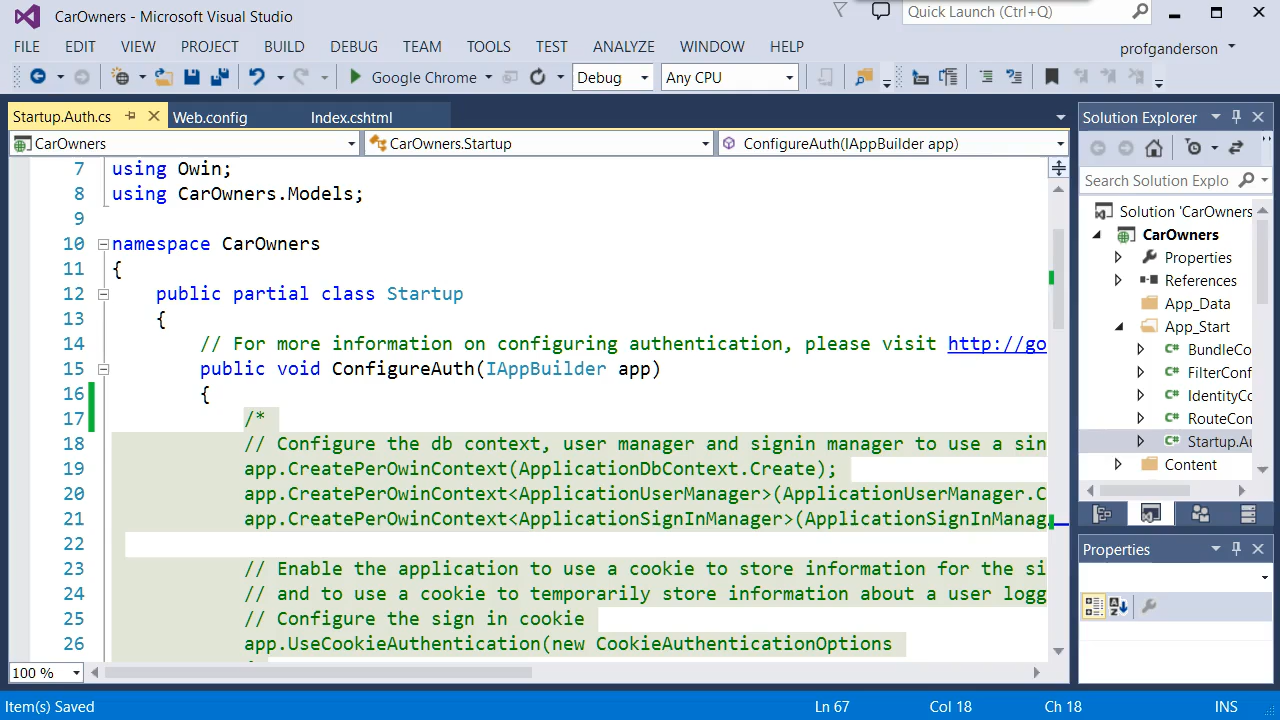 CarOwners - Microsoft Visual Studio
Quick Launch (Ctrl+Q)
FILE EDIT VIEW PROJECT BUILD DEBUG TEAM TOOLS TEST ANALYZE WINDOW HELP
profganderson
Google Chrome
Debug
Any CPU
Startup.Auth.cs
Web.config
Index.cshtml
CarOwners
CarOwners.Startup
ConfigureAuth(IAppBuilder app)
7 using Owin;
8 using CarOwners.Models;
9
10 namespace CarOwners
11 {
12 public partial class Startup
13 {
14 // For more information on configuring authentication, please visit http://go
15 public void ConfigureAuth(IAppBuilder app)
16 {
17 /*
18 // Configure the db context, user manager and signin manager to use a sin
19 app.CreatePerOwinContext(ApplicationDbContext.Create);
20 app.CreatePerOwinContext<ApplicationUserManager>(ApplicationUserManager.C
21 app.CreatePerOwinContext<ApplicationSignInManager>(ApplicationSignInManag
22
23 // Enable the application to use a cookie to store information for the si
24 // and to use a cookie to temporarily store information about a user logg
25 // Configure the sign in cookie
26 app.UseCookieAuthentication(new CookieAuthenticationOptions
100 %
Solution Explorer
Search Solution Explo
Solution 'CarOwners
CarOwners
Properties
References
App_Data
App_Start
BundleCo
FilterConf
IdentityCo
RouteCon
Startup.Au
Content
Properties
Item(s) Saved
Ln 67
Col 18
Ch 18
INS